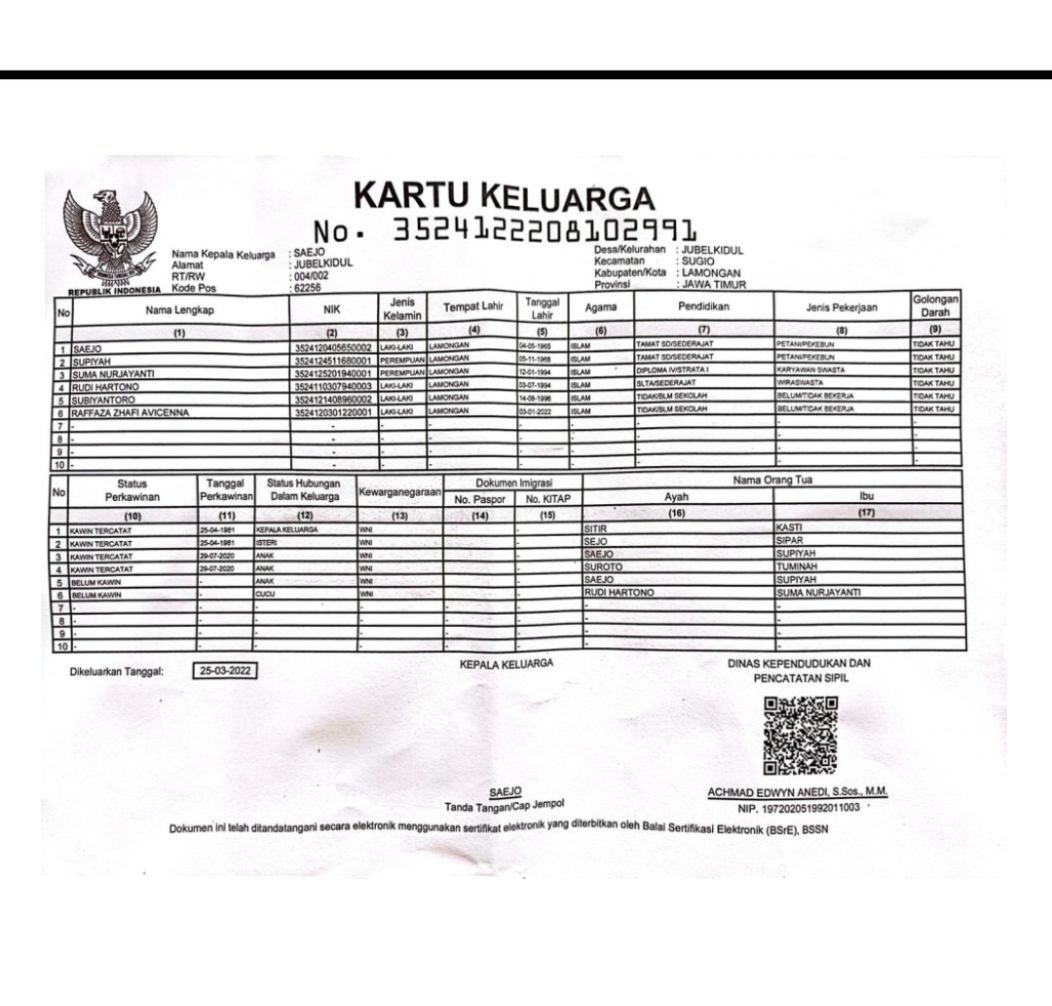 KARTU KELUARGA
No. 3524122208102991
Nama Kepala Keluarga : SAEJO
Alamat : JUBELKIDUL
RT/RW : 004/002
Kode Pos : 62256
Desa/Kelurahan : JUBELKIDUL
Kecamatan : SUGIO
Kabupaten/Kota : LAMONGAN
Provinsi : JAWA TIMUR
REPUBLIK INDONESIA
No Nama Lengkap NIK Jenis Kelamin Tempat Lahir Tanggal Lahir Agama Pendidikan Jenis Pekerjaan Golongan Darah
(1) (2) (3) (4) (5) (6) (7) (8) (9)
1 SAEJO 3524120405650002 LAKI-LAKI LAMONGAN 04-05-1965 ISLAM TAMAT SD/SEDERAJAT PETANI/PEKEBUN TIDAK TAHU
2 SUPIYAH 3524124511680001 PEREMPUAN LAMONGAN 05-11-1968 ISLAM TAMAT SD/SEDERAJAT PETANI/PEKEBUN TIDAK TAHU
3 SUMA NURJAYANTI 3524125201940001 PEREMPUAN LAMONGAN 12-01-1994 ISLAM DIPLOMA IV/STRATA I KARYAWAN SWASTA TIDAK TAHU
4 RUDI HARTONO 3524110307940003 LAKI-LAKI LAMONGAN 03-07-1994 ISLAM SLTA/SEDERAJAT WIRASWASTA TIDAK TAHU
5 SUBIYANTORO 3524121408960002 LAKI-LAKI LAMONGAN 14-08-1996 ISLAM TIDAK/BLM SEKOLAH BELUM/TIDAK BEKERJA TIDAK TAHU
6 RAFFAZA ZHAFI AVICENNA 3524120301220001 LAKI-LAKI LAMONGAN 03-01-2022 ISLAM TIDAK/BLM SEKOLAH BELUM/TIDAK BEKERJA TIDAK TAHU
7 - - - - - - - - -
8 - - - - - - - - -
9 - - - - - - - - -
10 - - - - - - - - -
No Status Perkawinan Tanggal Perkawinan Status Hubungan Dalam Keluarga Kewarganegaraan Dokumen Imigrasi Nama Orang Tua
No. Paspor No. KITAP Ayah Ibu
(10) (11) (12) (13) (14) (15) (16) (17)
1 KAWIN TERCATAT 25-04-1981 KEPALA KELUARGA WNI - - SITIR KASTI
2 KAWIN TERCATAT 25-04-1981 ISTERI WNI - - SEJO SIPAR
3 KAWIN TERCATAT 29-07-2020 ANAK WNI - - SAEJO SUPIYAH
4 KAWIN TERCATAT 29-07-2020 ANAK WNI - - SUROTO TUMINAH
5 BELUM KAWIN - ANAK WNI - - SAEJO SUPIYAH
6 BELUM KAWIN - CUCU WNI - - RUDI HARTONO SUMA NURJAYANTI
7 - - - - - - - -
8 - - - - - - - -
9 - - - - - - - -
10 - - - - - - - -
Dikeluarkan Tanggal: 25-03-2022
KEPALA KELUARGA
DINAS KEPENDUDUKAN DAN
PENCATATAN SIPIL
SAEJO
Tanda Tangan/Cap Jempol
ACHMAD EDWYN ANEDI, S.Sos., M.M.
NIP. 197202051992011003
Dokumen ini telah ditandatangani secara elektronik menggunakan sertifikat elektronik yang diterbitkan oleh Balai Sertifikasi Elektronik (BSrE), BSSN